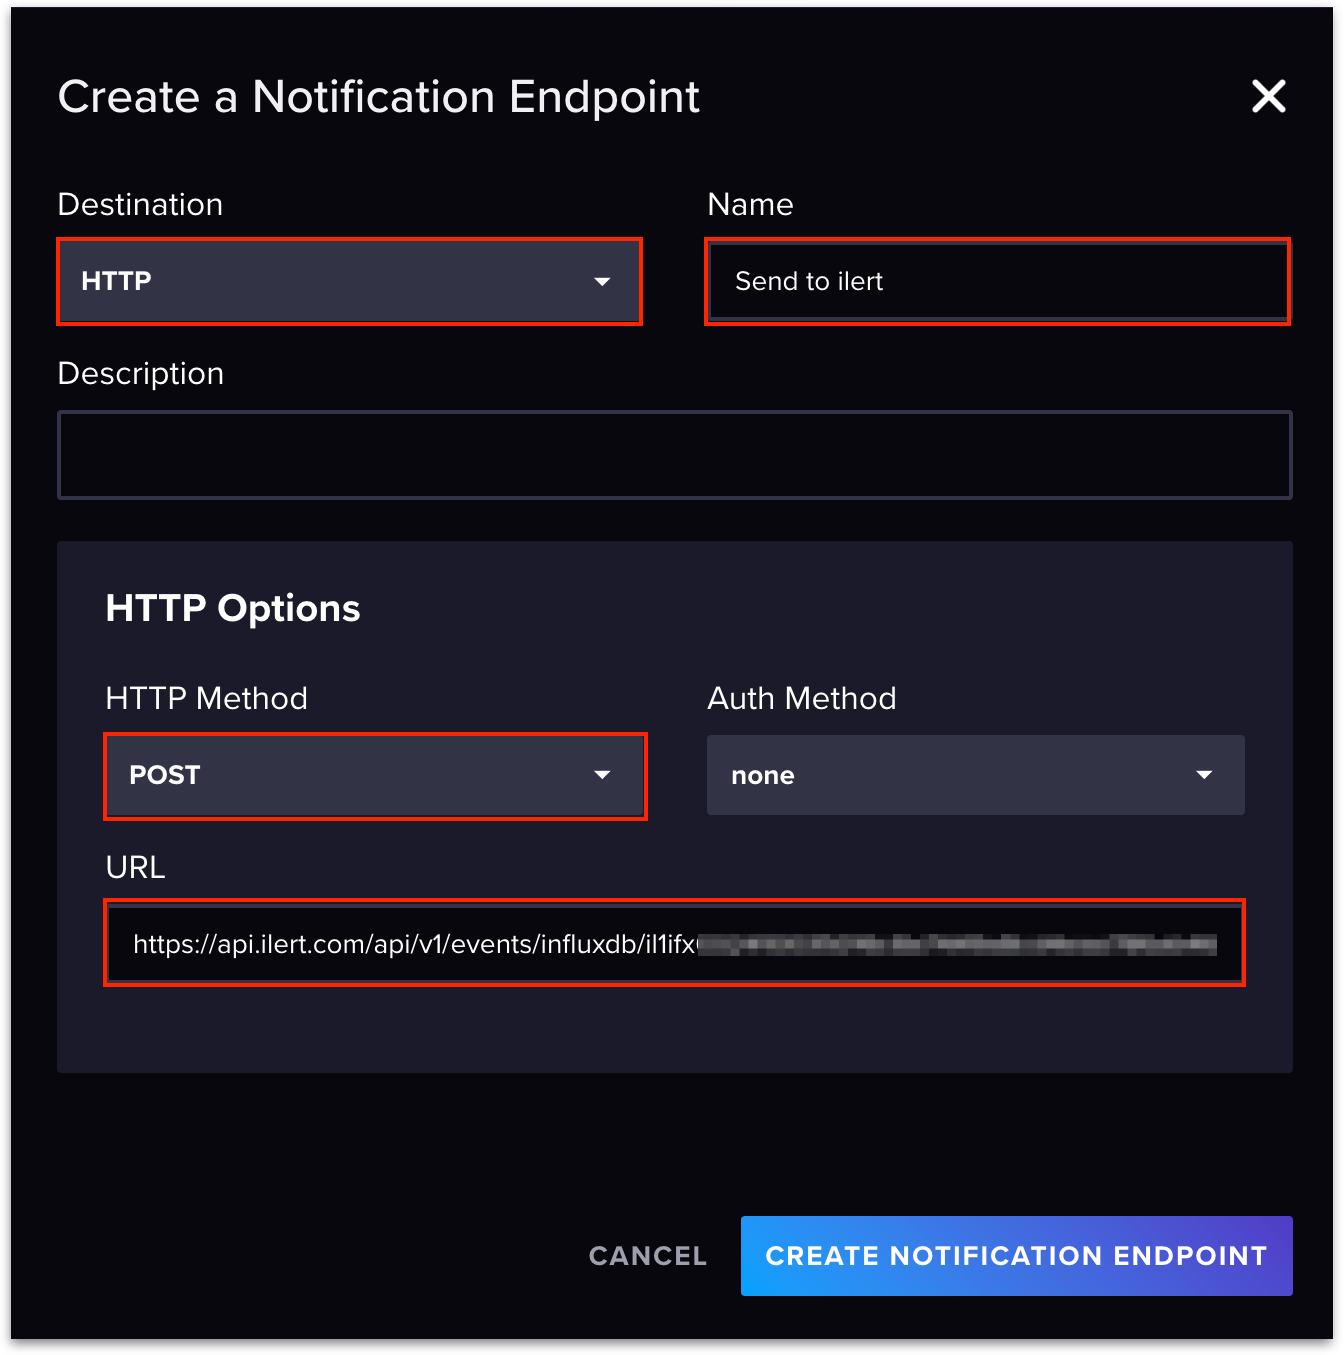 Create a Notification Endpoint
Destination
Name
HTTP
Send to ilert
Description
HTTP Options
HTTP Method
Auth Method
POST
none
URL
https://api.ilert.com/api/v1/events/influxdb/il1ifx
CANCEL
CREATE NOTIFICATION ENDPOINT